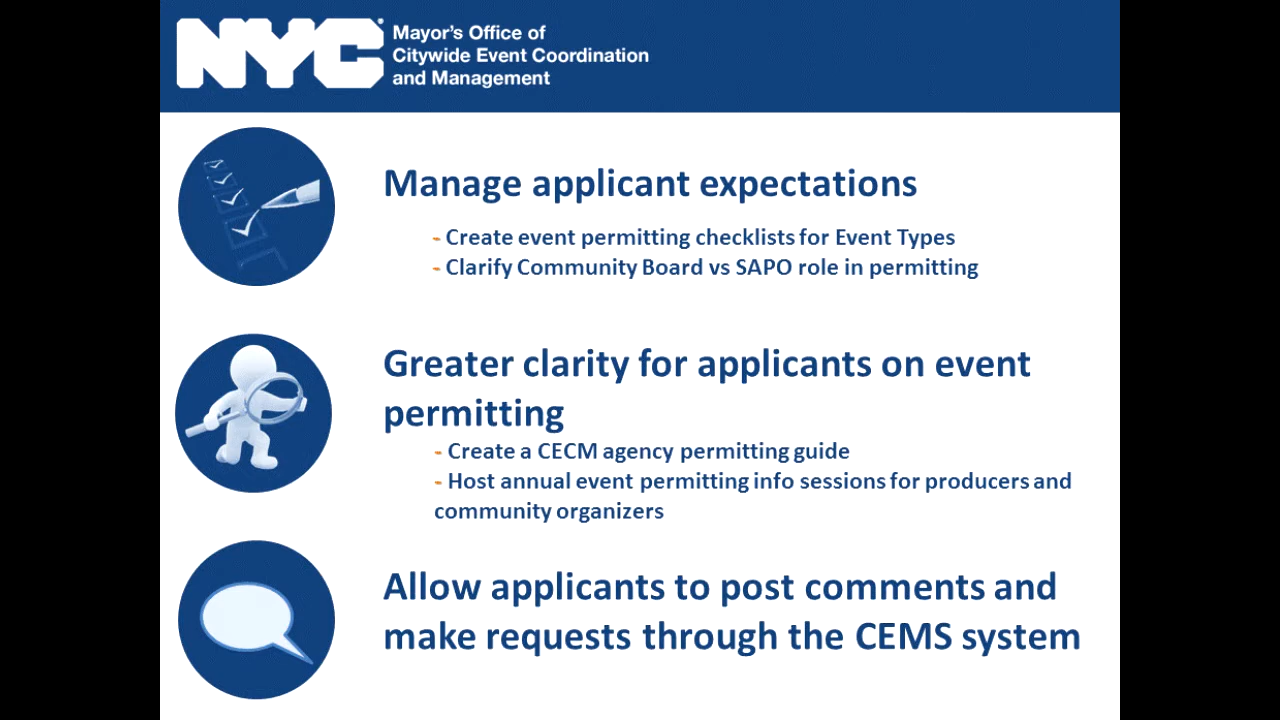 NYC
Mayor's Office of
Citywide Event Coordination
and Management
Manage applicant expectations
- Create event permitting checklists for Event Types
- Clarify Community Board vs SAPO role in permitting
Greater clarity for applicants on event
permitting
- Create a CECM agency permitting guide
- Host annual event permitting info sessions for producers and
community organizers
Allow applicants to post comments and
make requests through the CEMS system